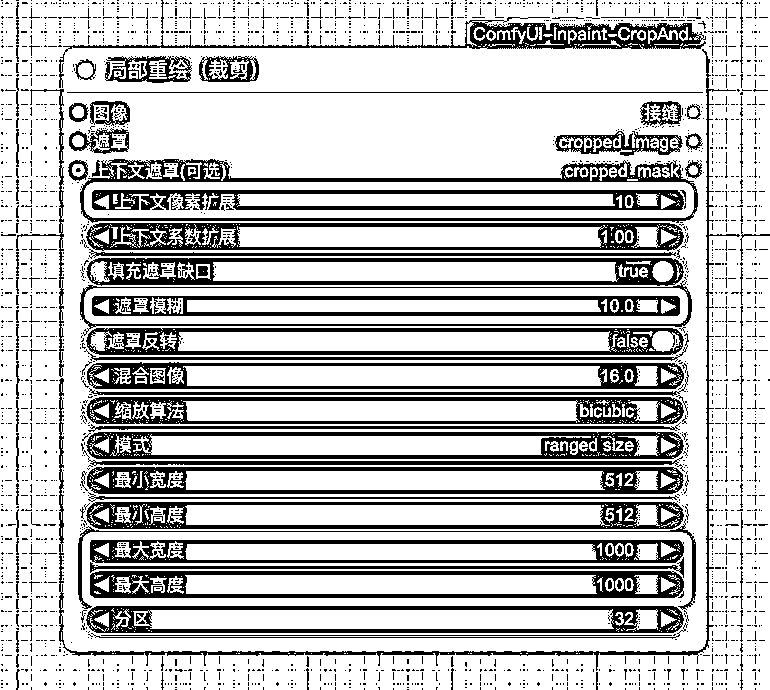 ComfyUI-Inpaint-CropAnd..
局部重绘（裁剪）
图像 接缝
遮罩 cropped_image
上下文遮罩(可选) cropped_mask
上下文像素扩展 10
上下文系数扩展 1.00
填充遮罩缺口 true
遮罩模糊 10.0
遮罩反转 false
混合图像 16.0
缩放算法 bicubic
模式 ranged size
最小宽度 512
最小高度 512
最大宽度 1000
最大高度 1000
分区 32